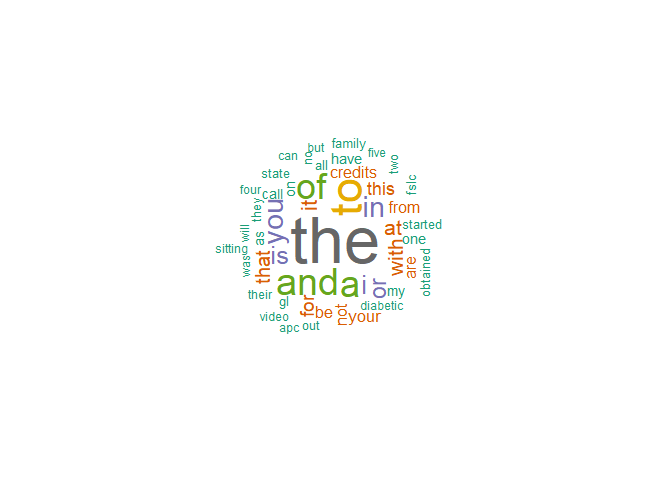 but
family
can
no
five
two
all
have
state
credits
fslc
four
on
of
to
this
call
they
it
in
from
you
the
at
started
will
as
one
sitting
is
with
are
was
that
obtained
and
a
i
or
my
their
gl
for
be
not
diabetic
your
video
apc
out